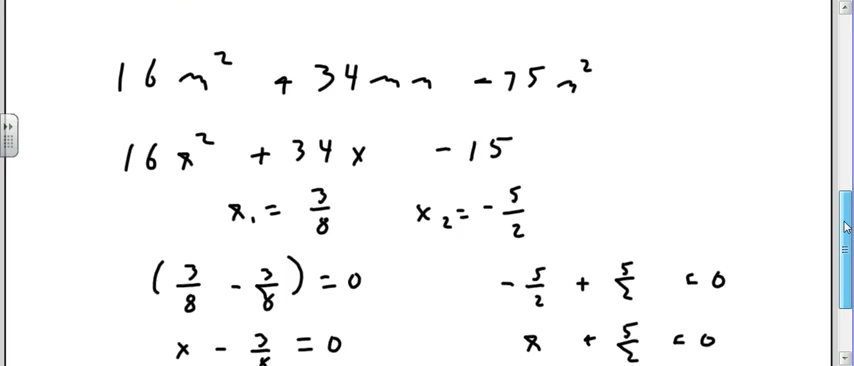 16m² + 34mn - 75n²
16x² + 34x - 15
x₁ = 3/8 x₂ = - 5/2
(3/8 - 3/8) = 0 - 5/2 + 5/2 = 0
x - 3/8 = 0 x + 5/2 = 0